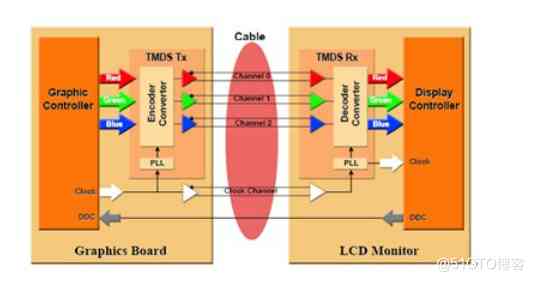 Cable
TMDS Tx
TMDS Rx
Graphic
Controller
Red
Green
Blue
Encoder
Converter
Channel 0
Channel 1
Channel 2
Decoder
Converter
Red
Green
Blue
Display
Controller
PLL
PLL
Clock
Clock
Clock Channel
DDC
DDC
Graphics Board
LCD Monitor
@51CTO博客